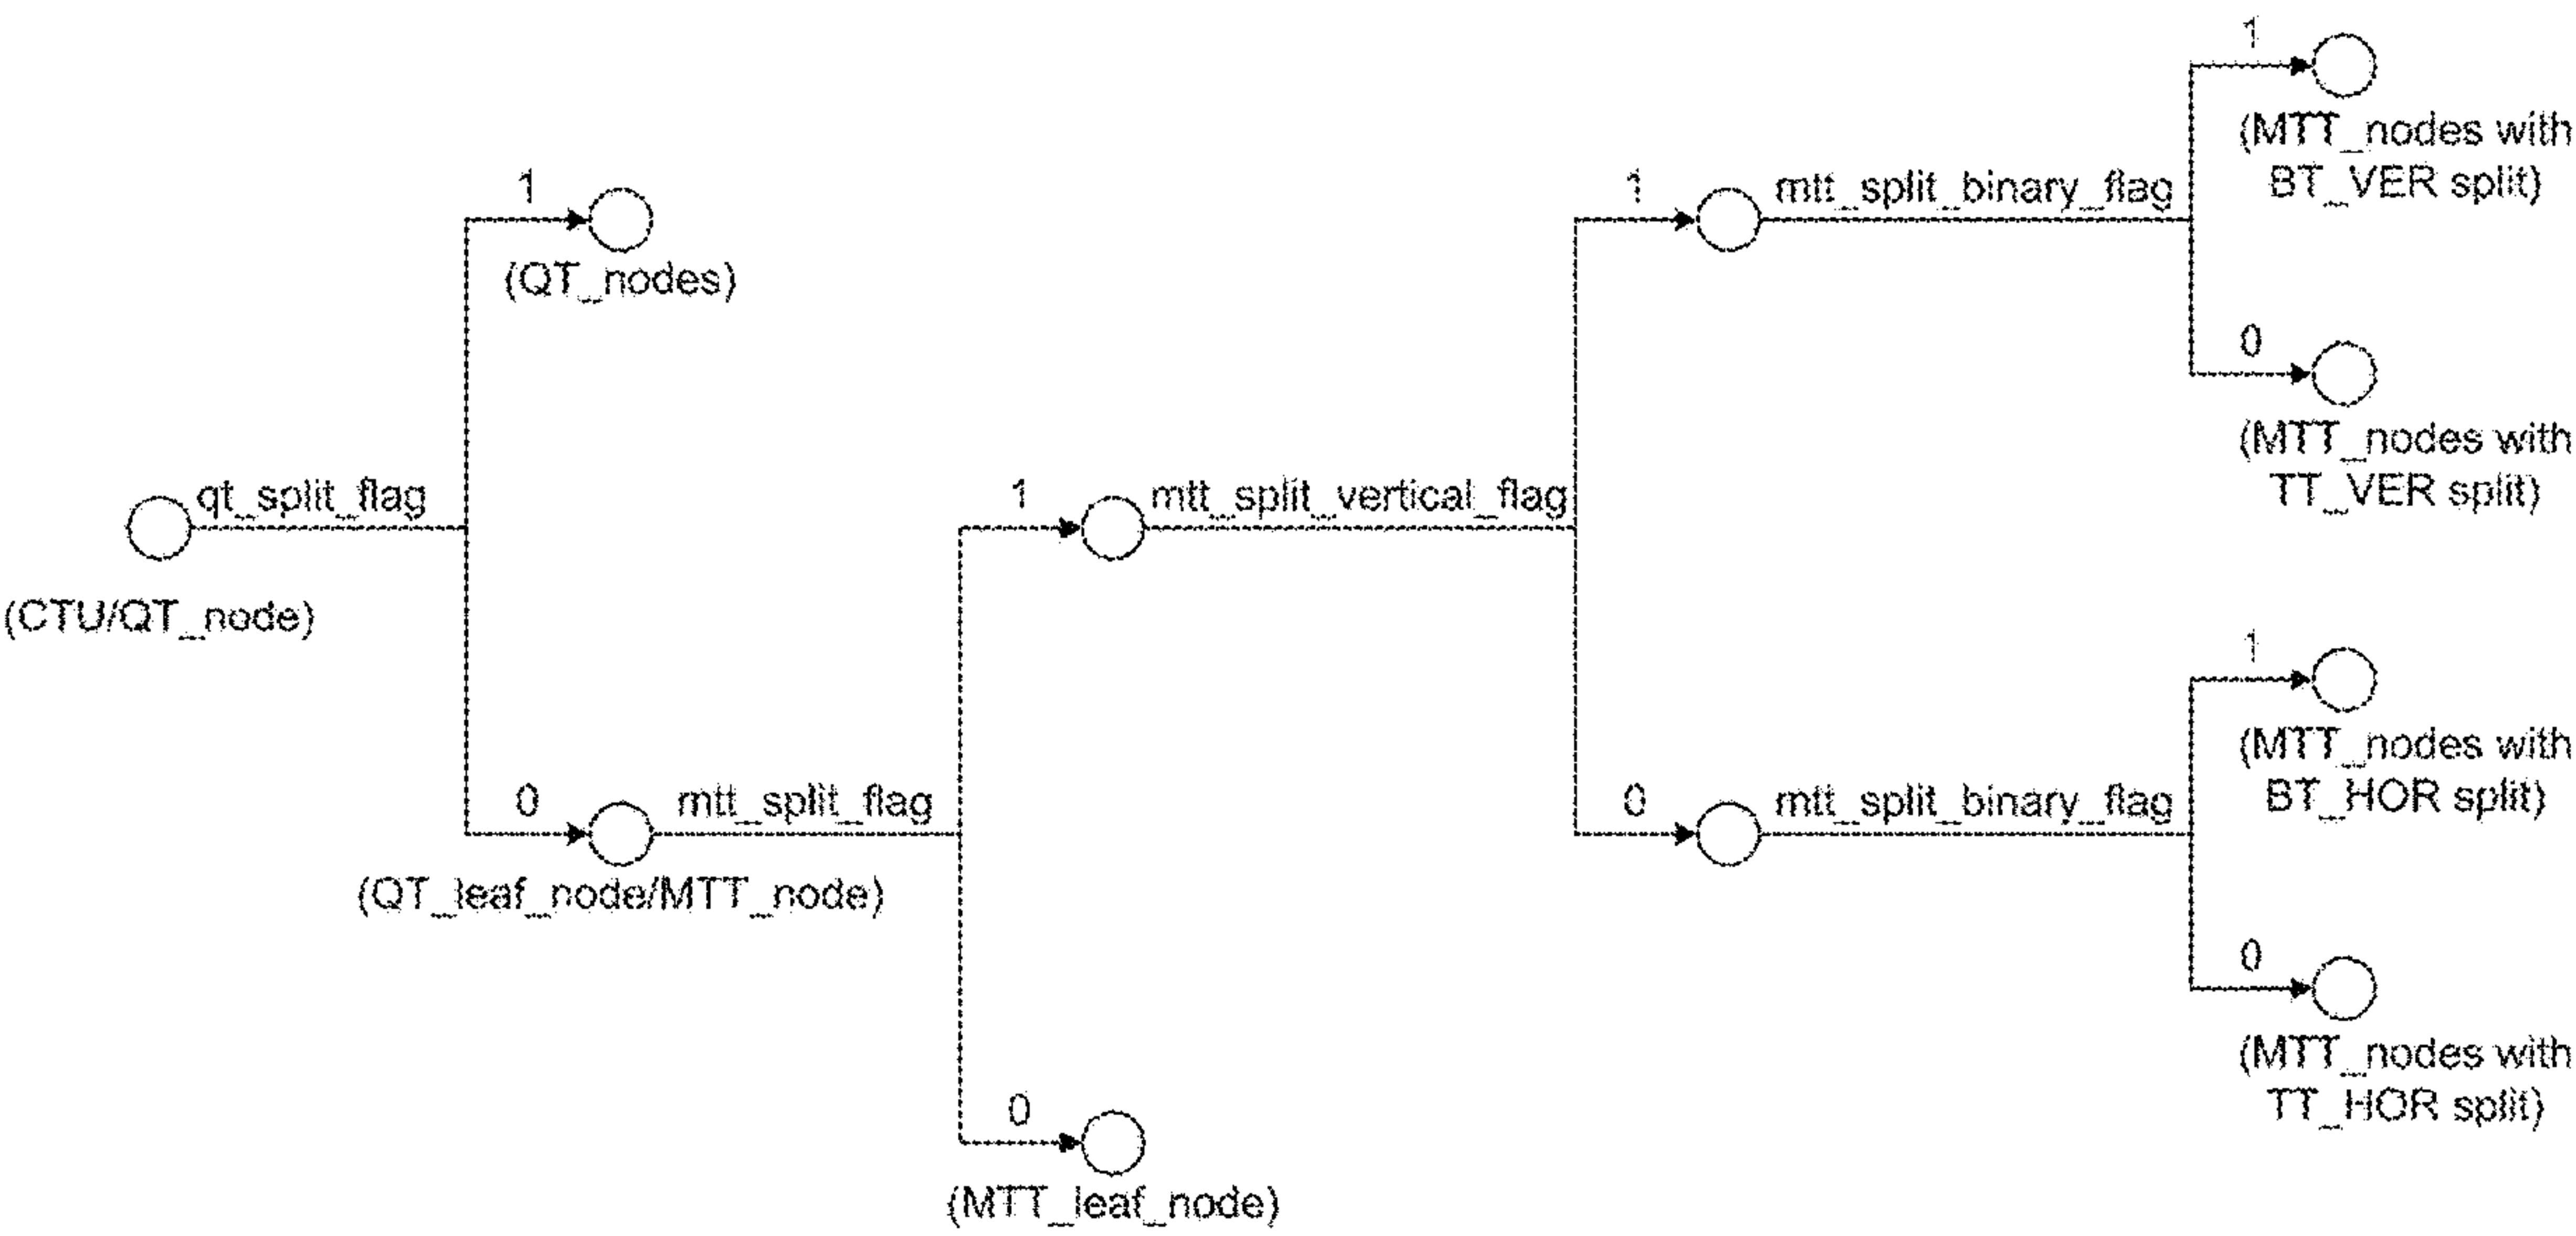 1
(MTT_nodes with
BT_VER split)
1
(QT_nodes)
1
mtt_split_binary_flag
0
(MTT_nodes with
TT_VER split)
qt_split_flag
(CTU/QT_node)
1
mtt_split_vertical_flag
1
(MTT_nodes with
BT_HOR split)
0
mtt_split_flag
(QT_leaf_node/MTT_node)
0
mtt_split_binary_flag
0
(MTT_nodes with
TT_HOR split)
0
(MTT_leaf_node)